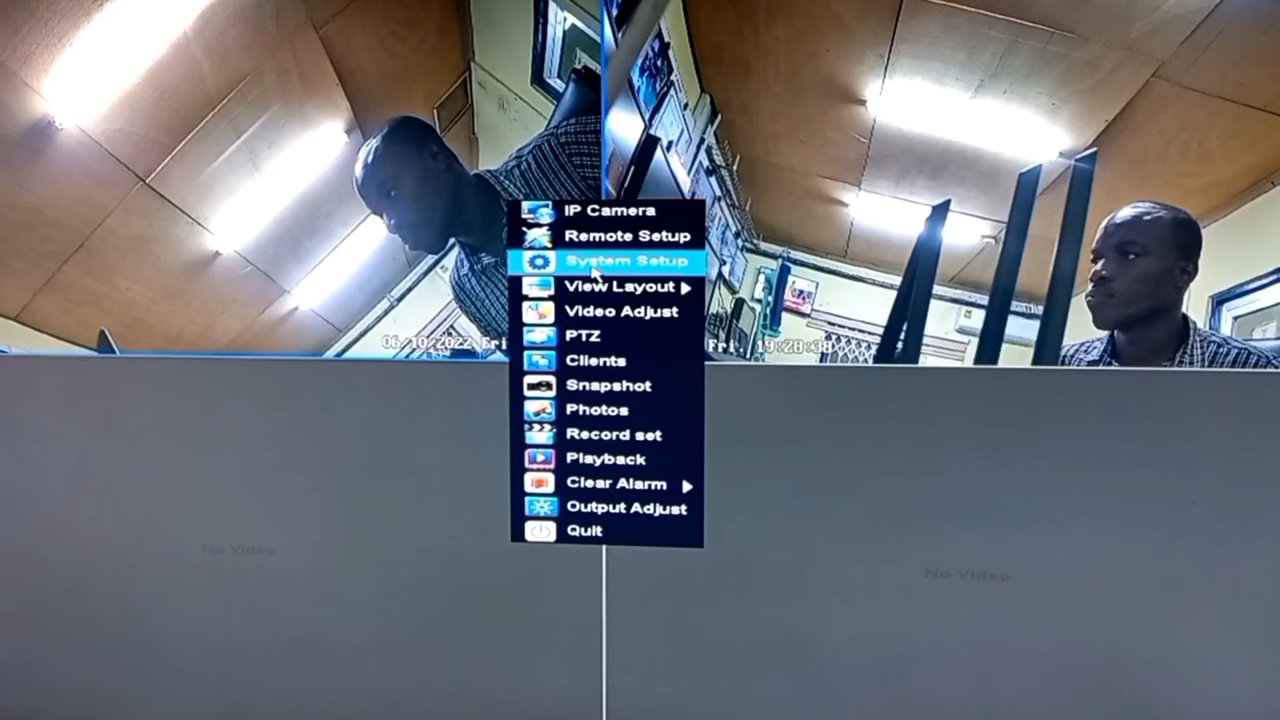 IP Camera
Remote Setup
System Setup
View Layout
Video Adjust
06-10-2022 Fri
Fri. 19:28:38
PTZ
Clients
Snapshot
Photos
Record set
Playback
Clear Alarm
Output Adjust
Quit
No Video
No Video